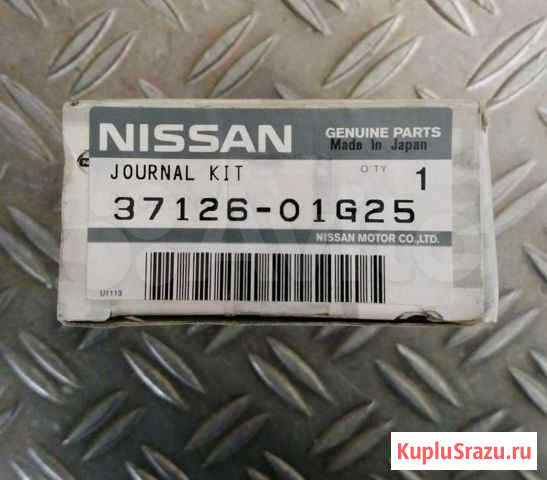 NISSAN
GENUINE PARTS
Made In Japan
JOURNAL KIT
Q'TY
1
37126-01G25
NISSAN MOTOR CO.,LTD.
U1113
KupluSrazu.ru